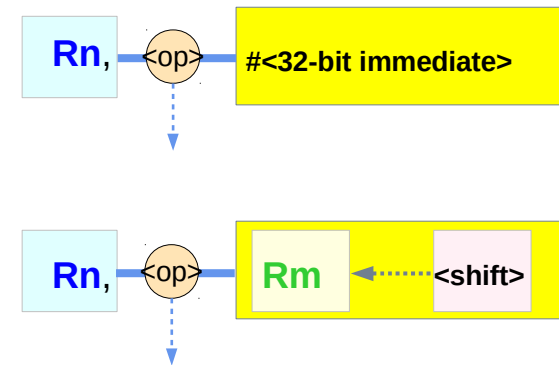 Rn, <op> #<32-bit immediate>
Rn, <op> Rm <shift>